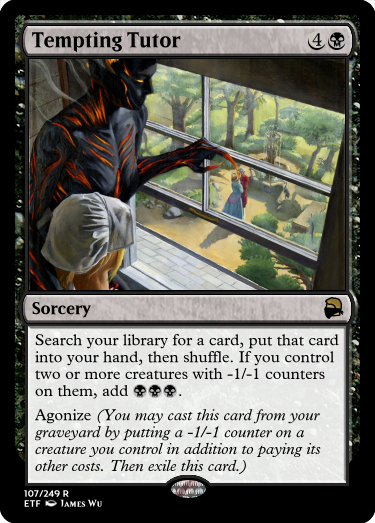 Tempting Tutor 4
Sorcery
Search your library for a card, put that card
into your hand, then shuffle. If you control
two or more creatures with -1/-1 counters
on them, add .
Agonize (You may cast this card from your
graveyard by putting a -1/-1 counter on a
creature you control in addition to paying its
other costs. Then exile this card.)
107/249 R
ETF James Wu